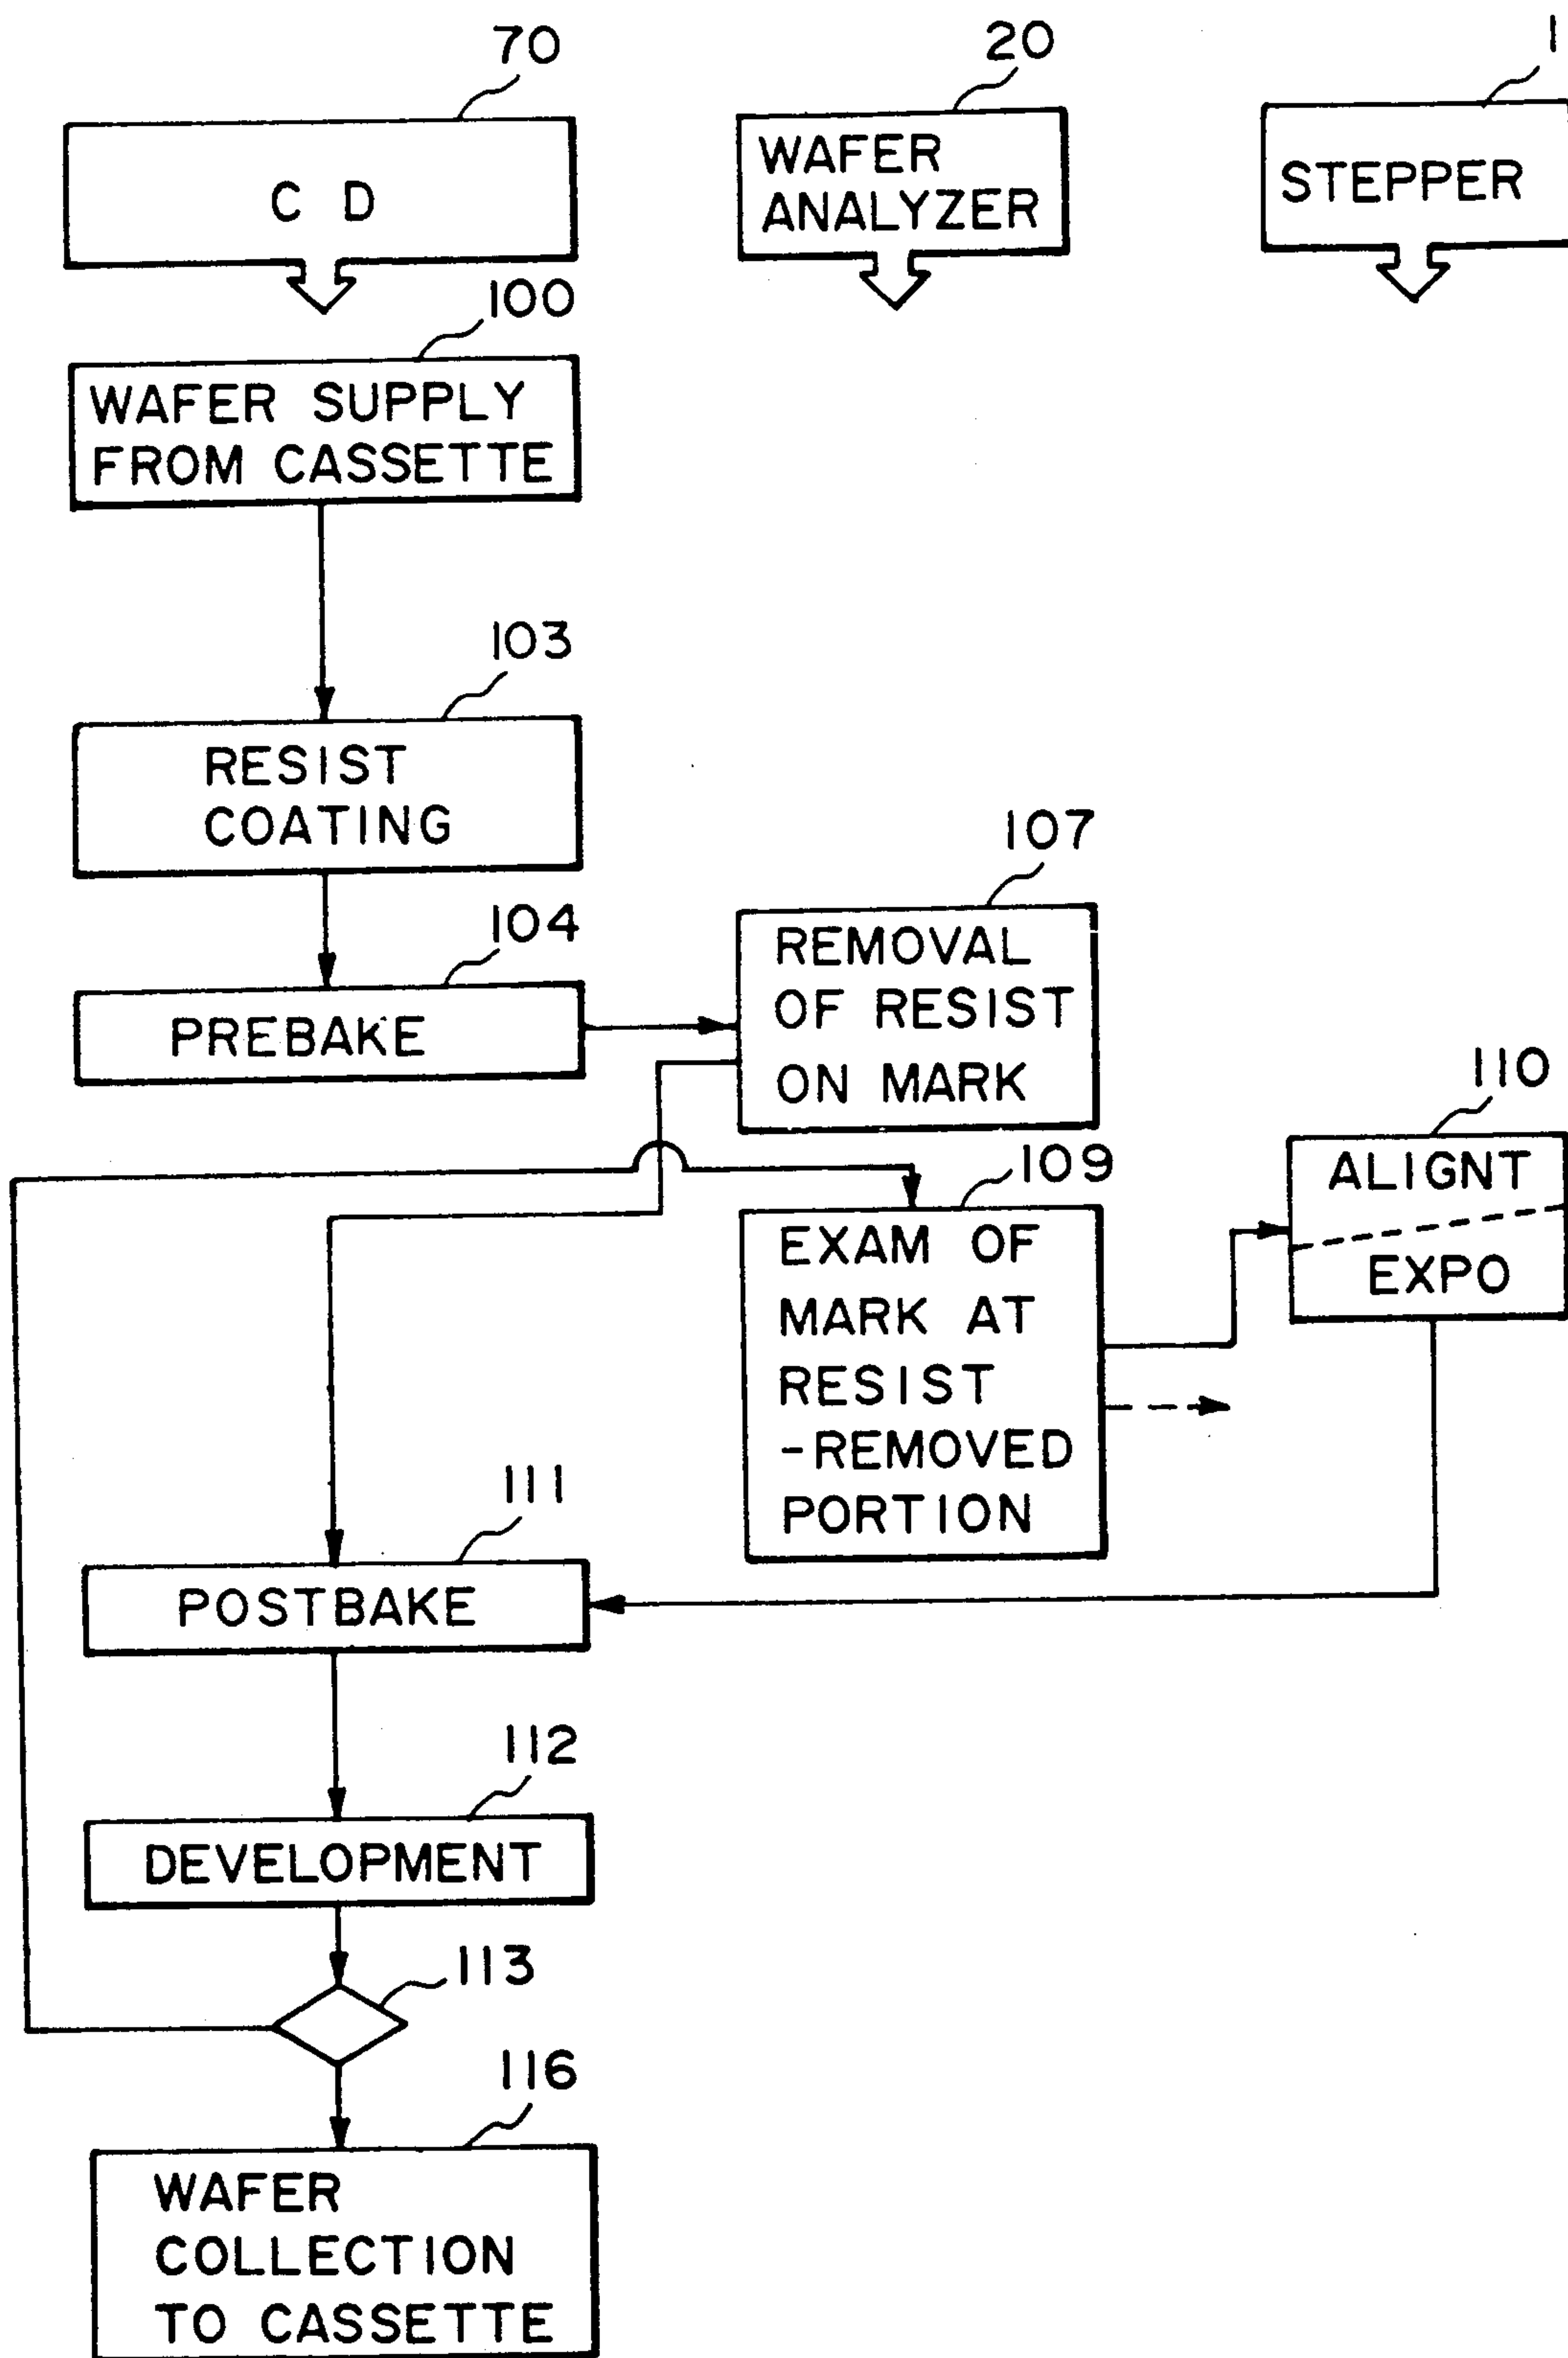 70
20
1
C D
WAFER
ANALYZER
STEPPER
100
WAFER SUPPLY
FROM CASSETTE
103
RESIST
COATING
104
PREBAKE
107
REMOVAL
OF RESIST
ON MARK
109
EXAM OF
MARK AT
RESIST
-REMOVED
PORTION
110
ALIGNT
EXPO
111
POSTBAKE
112
DEVELOPMENT
113
116
WAFER
COLLECTION
TO CASSETTE